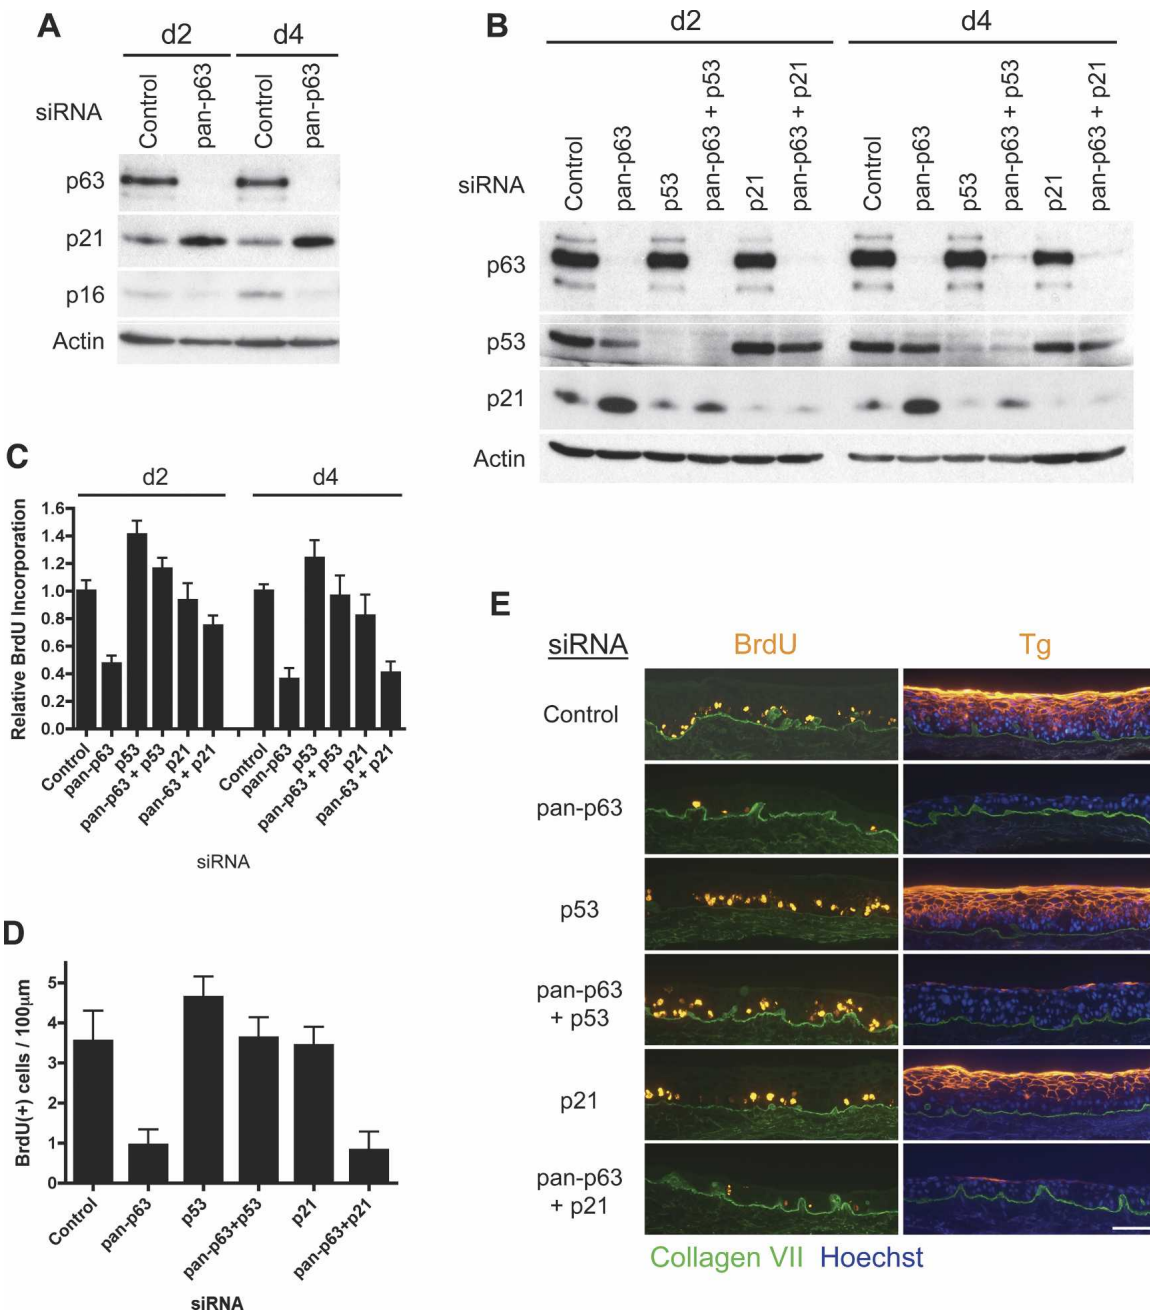 A
d2 d4
siRNA
Control
pan-p63
Control
pan-p63
p63
p21
p16
Actin
B
d2 d4
siRNA
Control
pan-p63
p53
pan-p63 + p53
p21
pan-p63 + p21
Control
pan-p63
p53
pan-p63 + p53
p21
pan-p63 + p21
p63
p53
p21
Actin
C
d2 d4
Relative BrdU Incorporation
1.6
1.4
1.2
1.0
0.8
0.6
0.4
0.2
0.0
Control
pan-p63
p53
pan-p63 + p53
p21
pan-63 + p21
Control
pan-p63
p53
pan-p63 + p53
p21
pan-63 + p21
siRNA
D
BrdU(+) cells / 100μm
5
4
3
2
1
0
Control
pan-p63
p53
pan-p63+p53
p21
pan-p63+p21
siRNA
E
siRNA BrdU Tg
Control
pan-p63
p53
pan-p63
+ p53
p21
pan-p63
+ p21
Collagen VII Hoechst